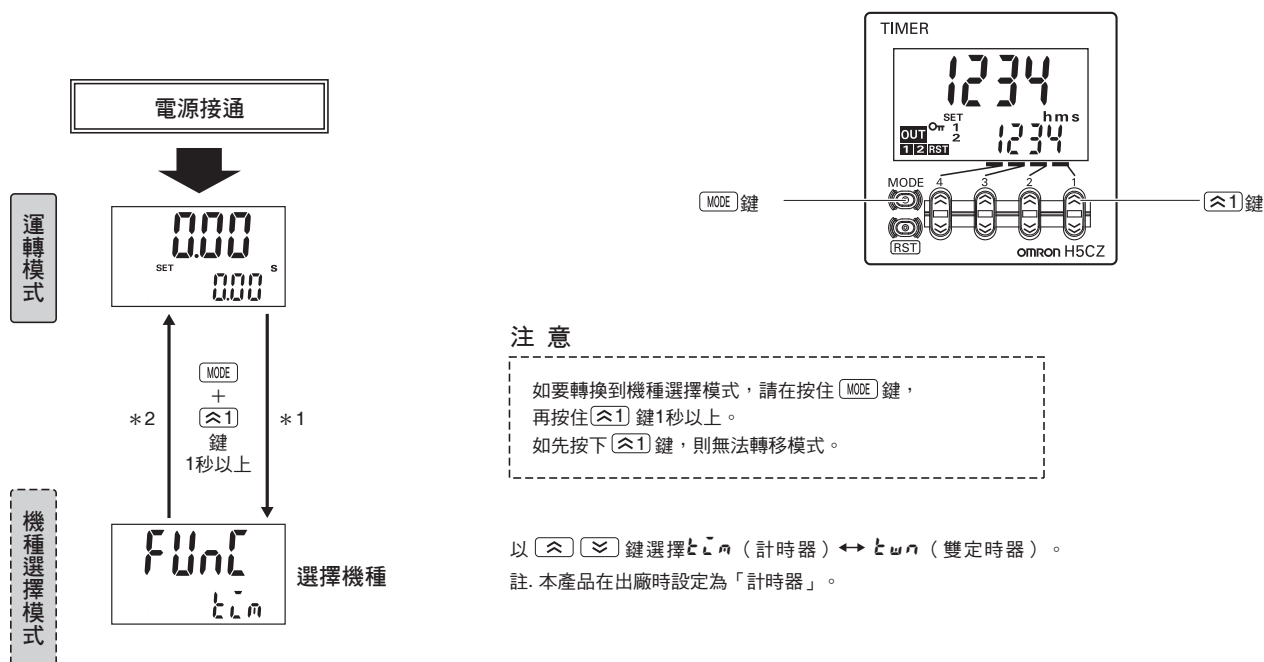 電源接通
運轉模式
0.00
SET s
0.00
MODE
+
︽1
鍵
1秒以上
*2
*1
機種選擇模式
FUnC
tim
選擇機種
TIMER
1234
SET
hms
OUT 1
2
1234
1 2 RST
MODE 4 3 2 1
RST
OMRON H5CZ
MODE 鍵
︽1 鍵
注 意
如要轉換到機種選擇模式，請在按住 MODE 鍵，
再按住 ︽1 鍵1秒以上。
如先按下 ︽1 鍵，則無法轉移模式。
以 ︽ ︾ 鍵選擇tim（計時器）↔ twn（雙定時器）。
註. 本產品在出廠時設定為「計時器」。